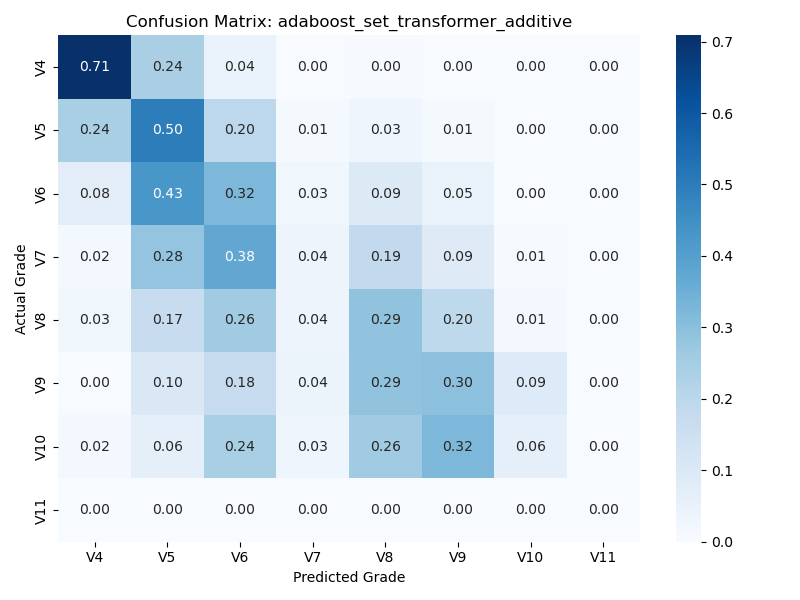 Confusion Matrix: adaboost_set_transformer_additive
V4 0.71 0.24 0.04 0.00 0.00 0.00 0.00 0.00
V5 0.24 0.50 0.20 0.01 0.03 0.01 0.00 0.00
V6 0.08 0.43 0.32 0.03 0.09 0.05 0.00 0.00
V7 0.02 0.28 0.38 0.04 0.19 0.09 0.01 0.00
V8 0.03 0.17 0.26 0.04 0.29 0.20 0.01 0.00
V9 0.00 0.10 0.18 0.04 0.29 0.30 0.09 0.00
V10 0.02 0.06 0.24 0.03 0.26 0.32 0.06 0.00
V11 0.00 0.00 0.00 0.00 0.00 0.00 0.00 0.00
V4 V5 V6 V7 V8 V9 V10 V11
Predicted Grade
Actual Grade
0.7
0.6
0.5
0.4
0.3
0.2
0.1
0.0